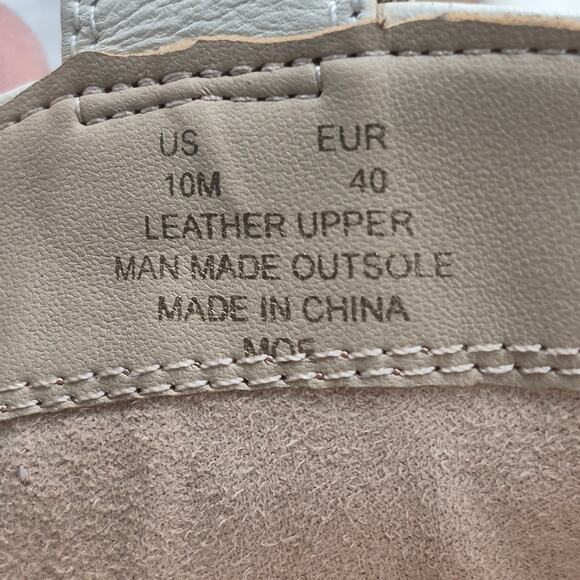 US EUR
10M 40
LEATHER UPPER
MAN MADE OUTSOLE
MADE IN CHINA